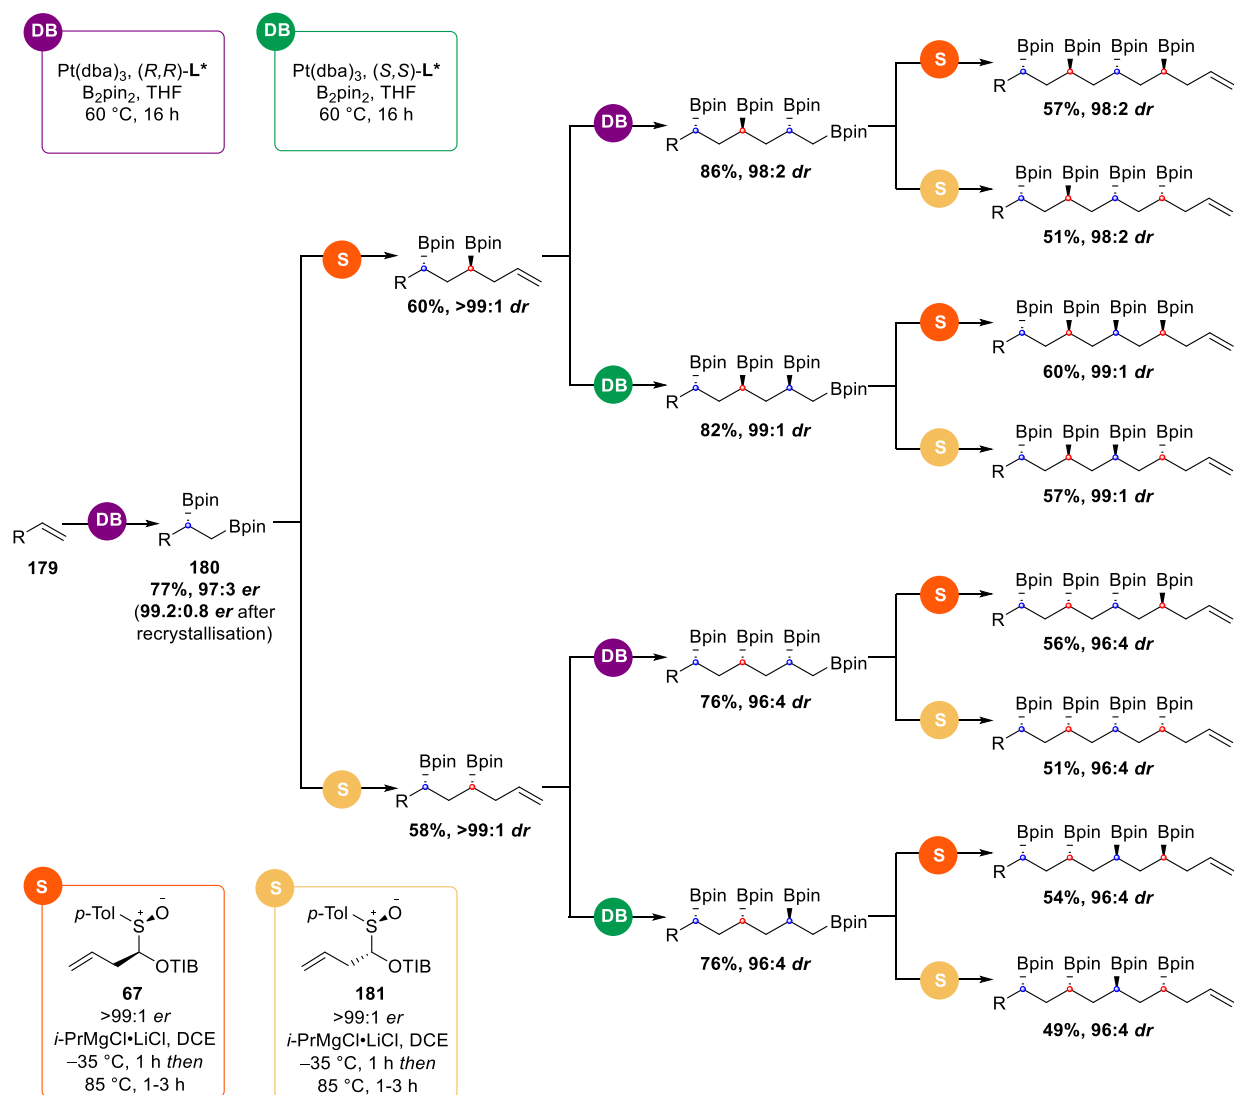 DB
Pt(dba)3, (R,R)-L*
B2pin2, THF
60 °C, 16 h
DB
Pt(dba)3, (S,S)-L*
B2pin2, THF
60 °C, 16 h
R
179
DB
Bpin
R
Bpin
180
77%, 97:3 er
(99.2:0.8 er after
recrystallisation)
S
Bpin Bpin
R
60%, >99:1 dr
S
Bpin Bpin
R
58%, >99:1 dr
DB
Bpin Bpin Bpin
R
Bpin
86%, 98:2 dr
DB
Bpin Bpin Bpin
R
Bpin
82%, 99:1 dr
DB
Bpin Bpin Bpin
R
Bpin
76%, 96:4 dr
DB
Bpin Bpin Bpin
R
Bpin
76%, 96:4 dr
S
Bpin Bpin Bpin Bpin
R
57%, 98:2 dr
S
Bpin Bpin Bpin Bpin
R
51%, 98:2 dr
S
Bpin Bpin Bpin Bpin
R
60%, 99:1 dr
S
Bpin Bpin Bpin Bpin
R
57%, 99:1 dr
S
Bpin Bpin Bpin Bpin
R
56%, 96:4 dr
S
Bpin Bpin Bpin Bpin
R
51%, 96:4 dr
S
Bpin Bpin Bpin Bpin
R
54%, 96:4 dr
S
Bpin Bpin Bpin Bpin
R
49%, 96:4 dr
S
p-Tol S+ O−
OTIB
67
>99:1 er
i-PrMgCl•LiCl, DCE
–35 °C, 1 h then
85 °C, 1-3 h
S
p-Tol S+ O−
OTIB
181
>99:1 er
i-PrMgCl•LiCl, DCE
–35 °C, 1 h then
85 °C, 1-3 h